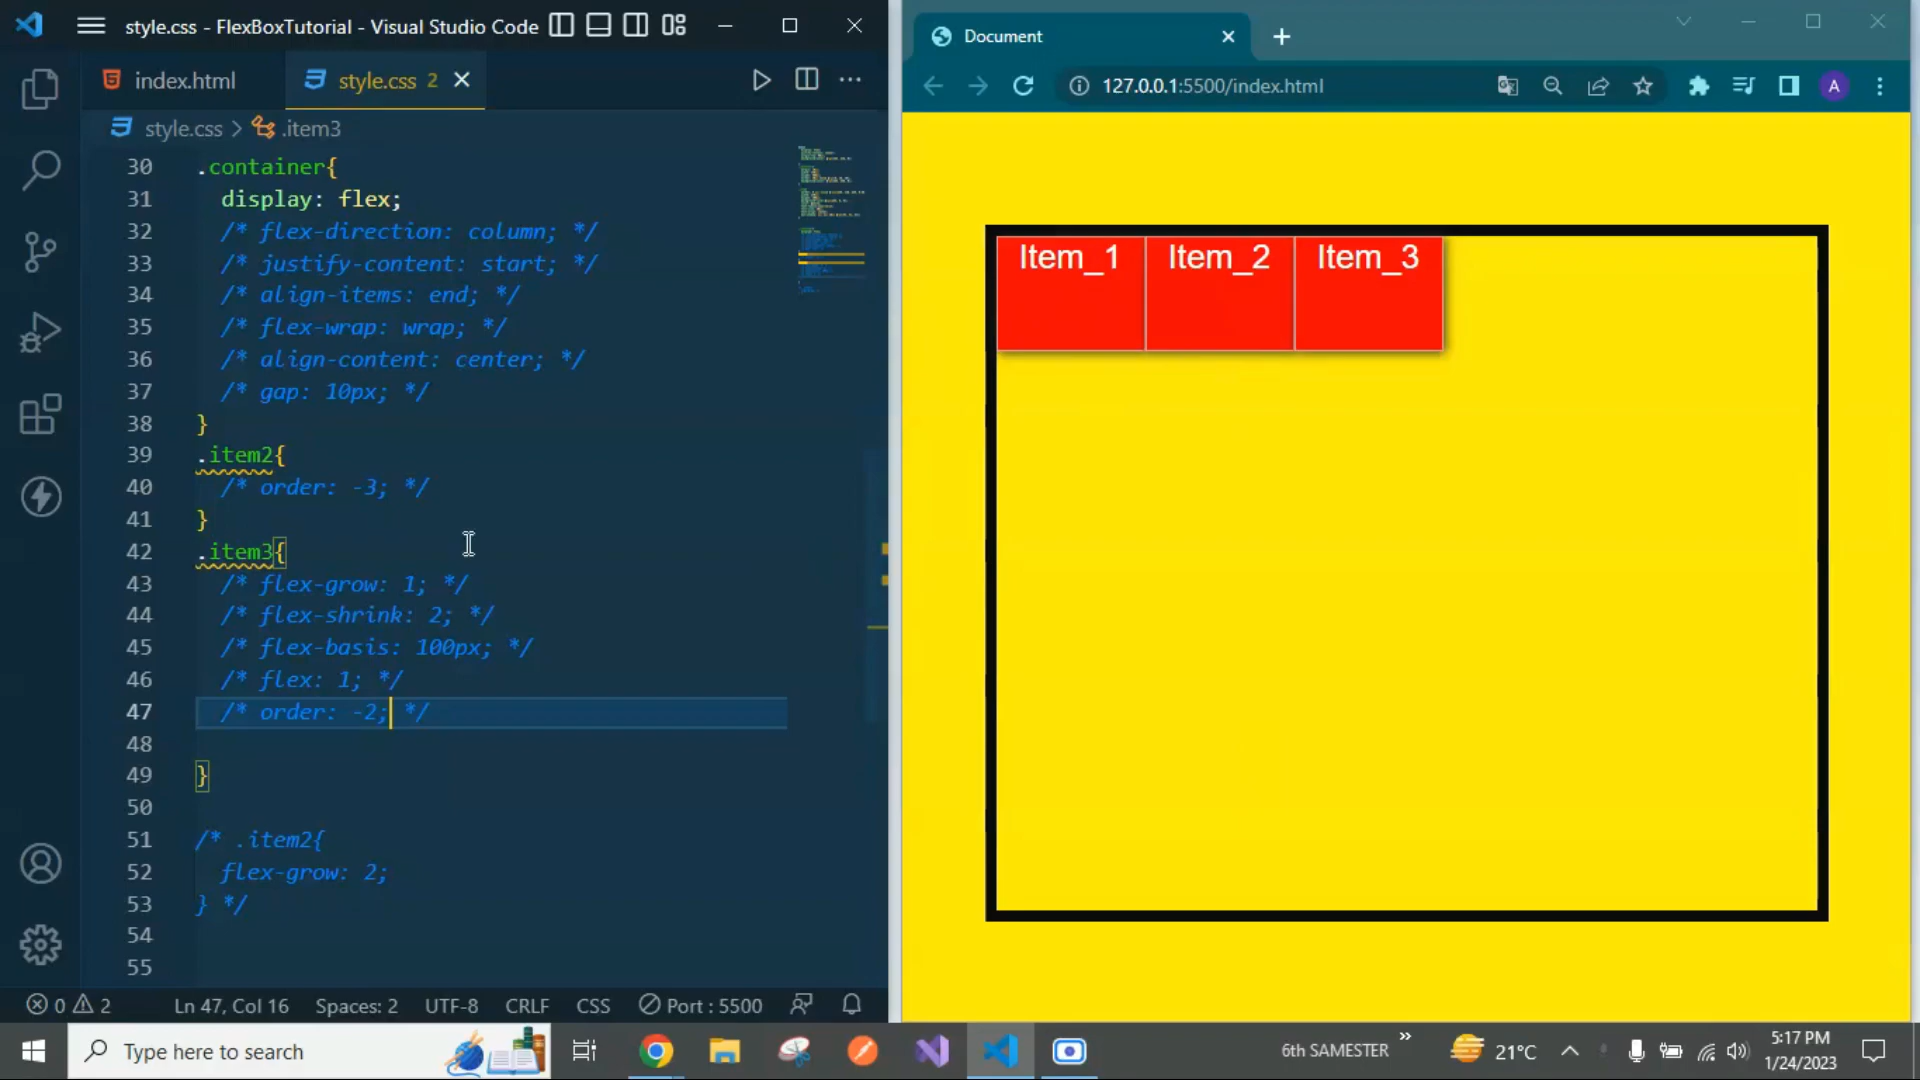 style.css - FlexBoxTutorial - Visual Studio Code
index.html
style.css 2
style.css > .item3
30 .container{
31 display: flex;
32 /* flex-direction: column; */
33 /* justify-content: start; */
34 /* align-items: end; */
35 /* flex-wrap: wrap; */
36 /* align-content: center; */
37 /* gap: 10px; */
38 }
39 .item2{
40 /* order: -3; */
41 }
42 .item3{
43 /* flex-grow: 1; */
44 /* flex-shrink: 2; */
45 /* flex-basis: 100px; */
46 /* flex: 1; */
47 /* order: -2; */
48
49 }
50
51 /* .item2{
52 flex-grow: 2;
53 } */
54
55
0 2 Ln 47, Col 16 Spaces: 2 UTF-8 CRLF CSS Port : 5500
Document
127.0.0.1:5500/index.html
A
Item_1 Item_2 Item_3
Type here to search
6th SAMESTER
21°C
5:17 PM
1/24/2023